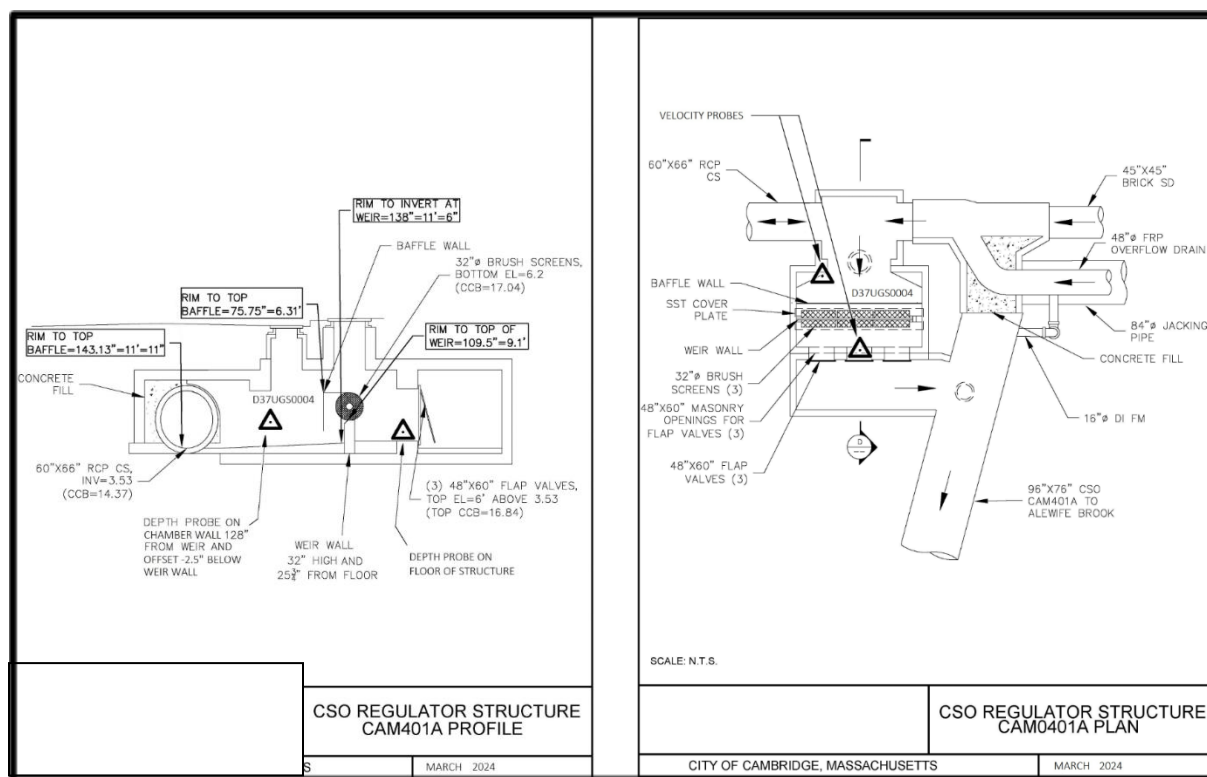 RIM TO INVERT AT
WEIR=138"=11'=6"
BAFFLE WALL
32"ø BRUSH SCREENS,
BOTTOM EL=6.2
(CCB=17.04)
RIM TO TOP
BAFFLE=75.75"=6.31'
RIM TO TOP
BAFFLE=143.13"=11'=11"
RIM TO TOP OF
WEIR=109.5"=9.1'
CONCRETE
FILL
D37UGS0004
60"X66" RCP CS,
INV=3.53
(CCB=14.37)
(3) 48"X60" FLAP VALVES,
TOP EL=6' ABOVE 3.53
(TOP CCB=16.84)
DEPTH PROBE ON
CHAMBER WALL 128"
FROM WEIR AND
OFFSET -2.5" BELOW
WEIR WALL
WEIR WALL
32" HIGH AND
25¾" FROM FLOOR
DEPTH PROBE ON
FLOOR OF STRUCTURE
CSO REGULATOR STRUCTURE
CAM401A PROFILE
S
MARCH 2024
VELOCITY PROBES
60"X66" RCP
CS
45"X45"
BRICK SD
48"ø FRP
OVERFLOW DRAIN
BAFFLE WALL
SST COVER
PLATE
D37UGS0004
84"ø JACKING
PIPE
WEIR WALL
CONCRETE FILL
32"ø BRUSH
SCREENS (3)
48"X60" MASONRY
OPENINGS FOR
FLAP VALVES (3)
16"ø DI FM
48"X60" FLAP
VALVES (3)
D
96"X76" CSO
CAM401A TO
ALEWIFE BROOK
SCALE: N.T.S.
CSO REGULATOR STRUCTURE
CAM0401A PLAN
CITY OF CAMBRIDGE, MASSACHUSETTS
MARCH 2024